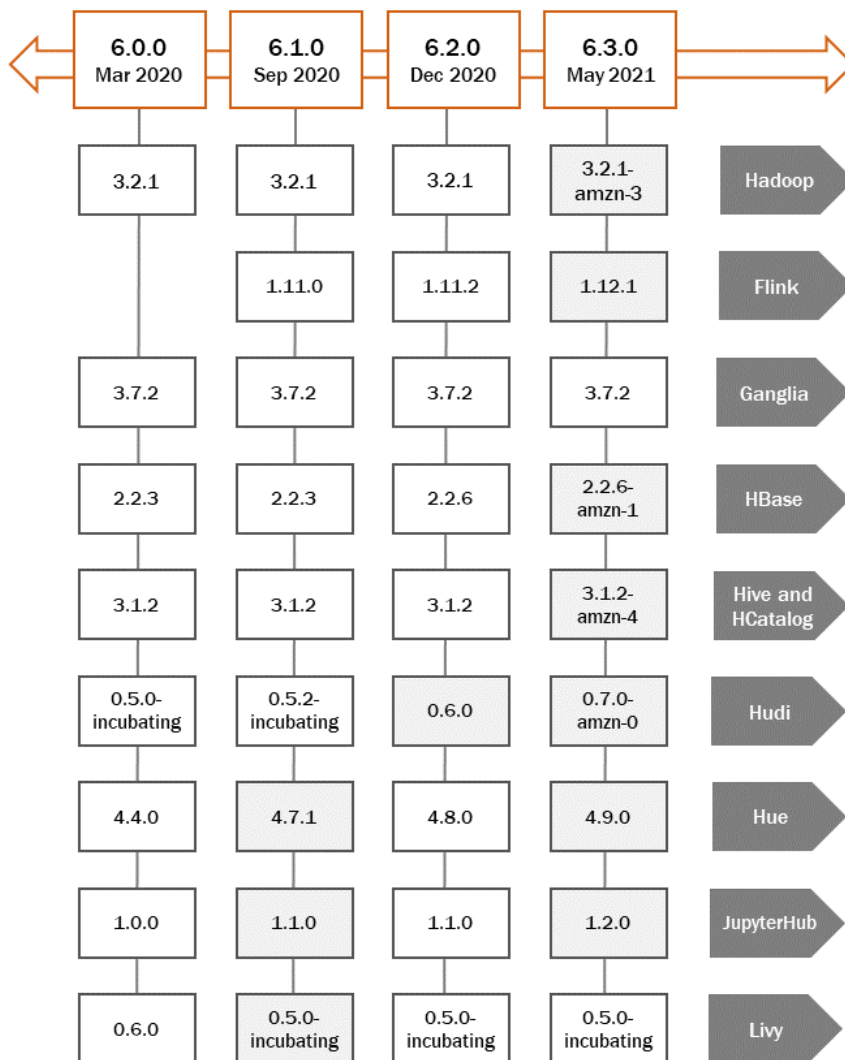 6.0.0
Mar 2020
6.1.0
Sep 2020
6.2.0
Dec 2020
6.3.0
May 2021
3.2.1
3.2.1
3.2.1
3.2.1-
amzn-3
Hadoop
1.11.0
1.11.2
1.12.1
Flink
3.7.2
3.7.2
3.7.2
3.7.2
Ganglia
2.2.3
2.2.3
2.2.6
2.2.6-
amzn-1
HBase
3.1.2
3.1.2
3.1.2
3.1.2-
amzn-4
Hive and
HCatalog
0.5.0-
incubating
0.5.2-
incubating
0.6.0
0.7.0-
amzn-0
Hudi
4.4.0
4.7.1
4.8.0
4.9.0
Hue
1.0.0
1.1.0
1.1.0
1.2.0
JupyterHub
0.6.0
0.5.0-
incubating
0.5.0-
incubating
0.5.0-
incubating
Livy